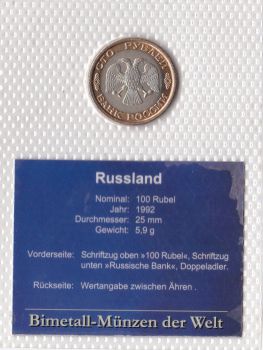 СТО РУБЛЕЙ
БАНК РОССИИ
Russland
Nominal: 100 Rubel
Jahr: 1992
Durchmesser: 25 mm
Gewicht: 5,9 g
Vorderseite: Schriftzug oben »100 Rubel«, Schriftzug
unten »Russische Bank«, Doppeladler.
Rückseite: Wertangabe zwischen Ähren .
Bimetall-Münzen der Welt